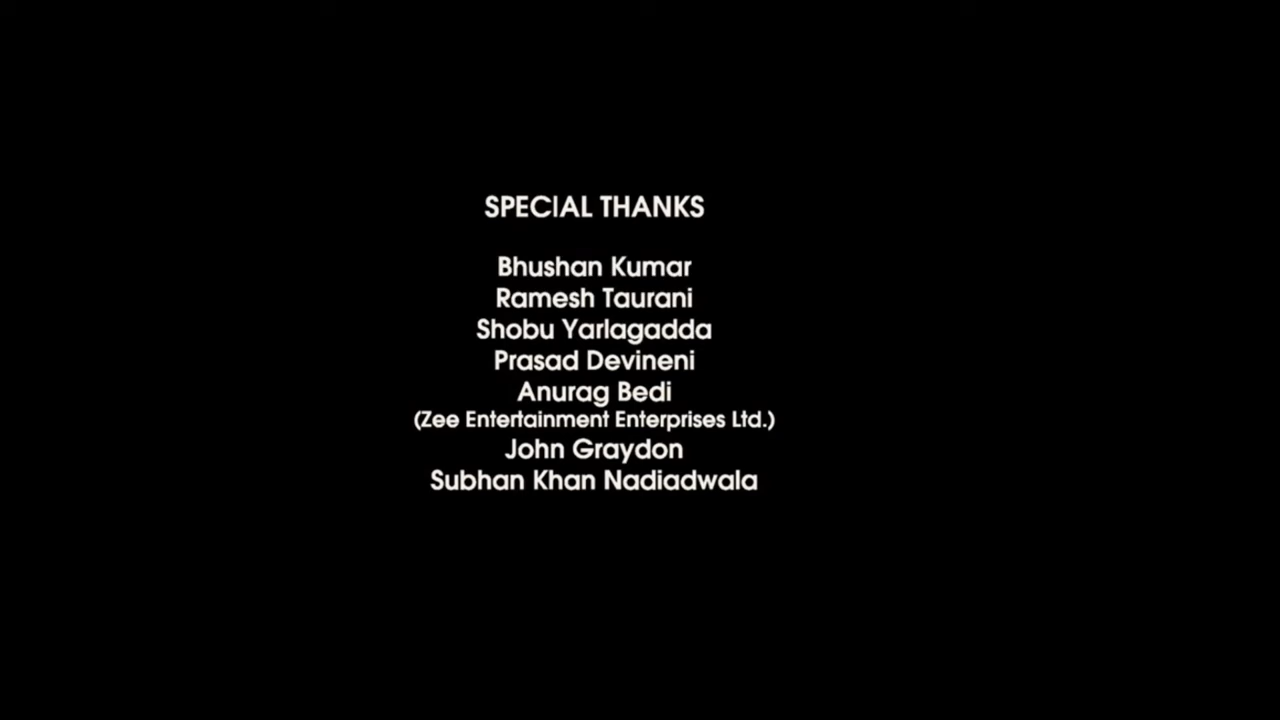 SPECIAL THANKS
Bhushan Kumar
Ramesh Taurani
Shobu Yarlagadda
Prasad Devineni
Anurag Bedi
(Zee Entertainment Enterprises Ltd.)
John Graydon
Subhan Khan Nadiadwala